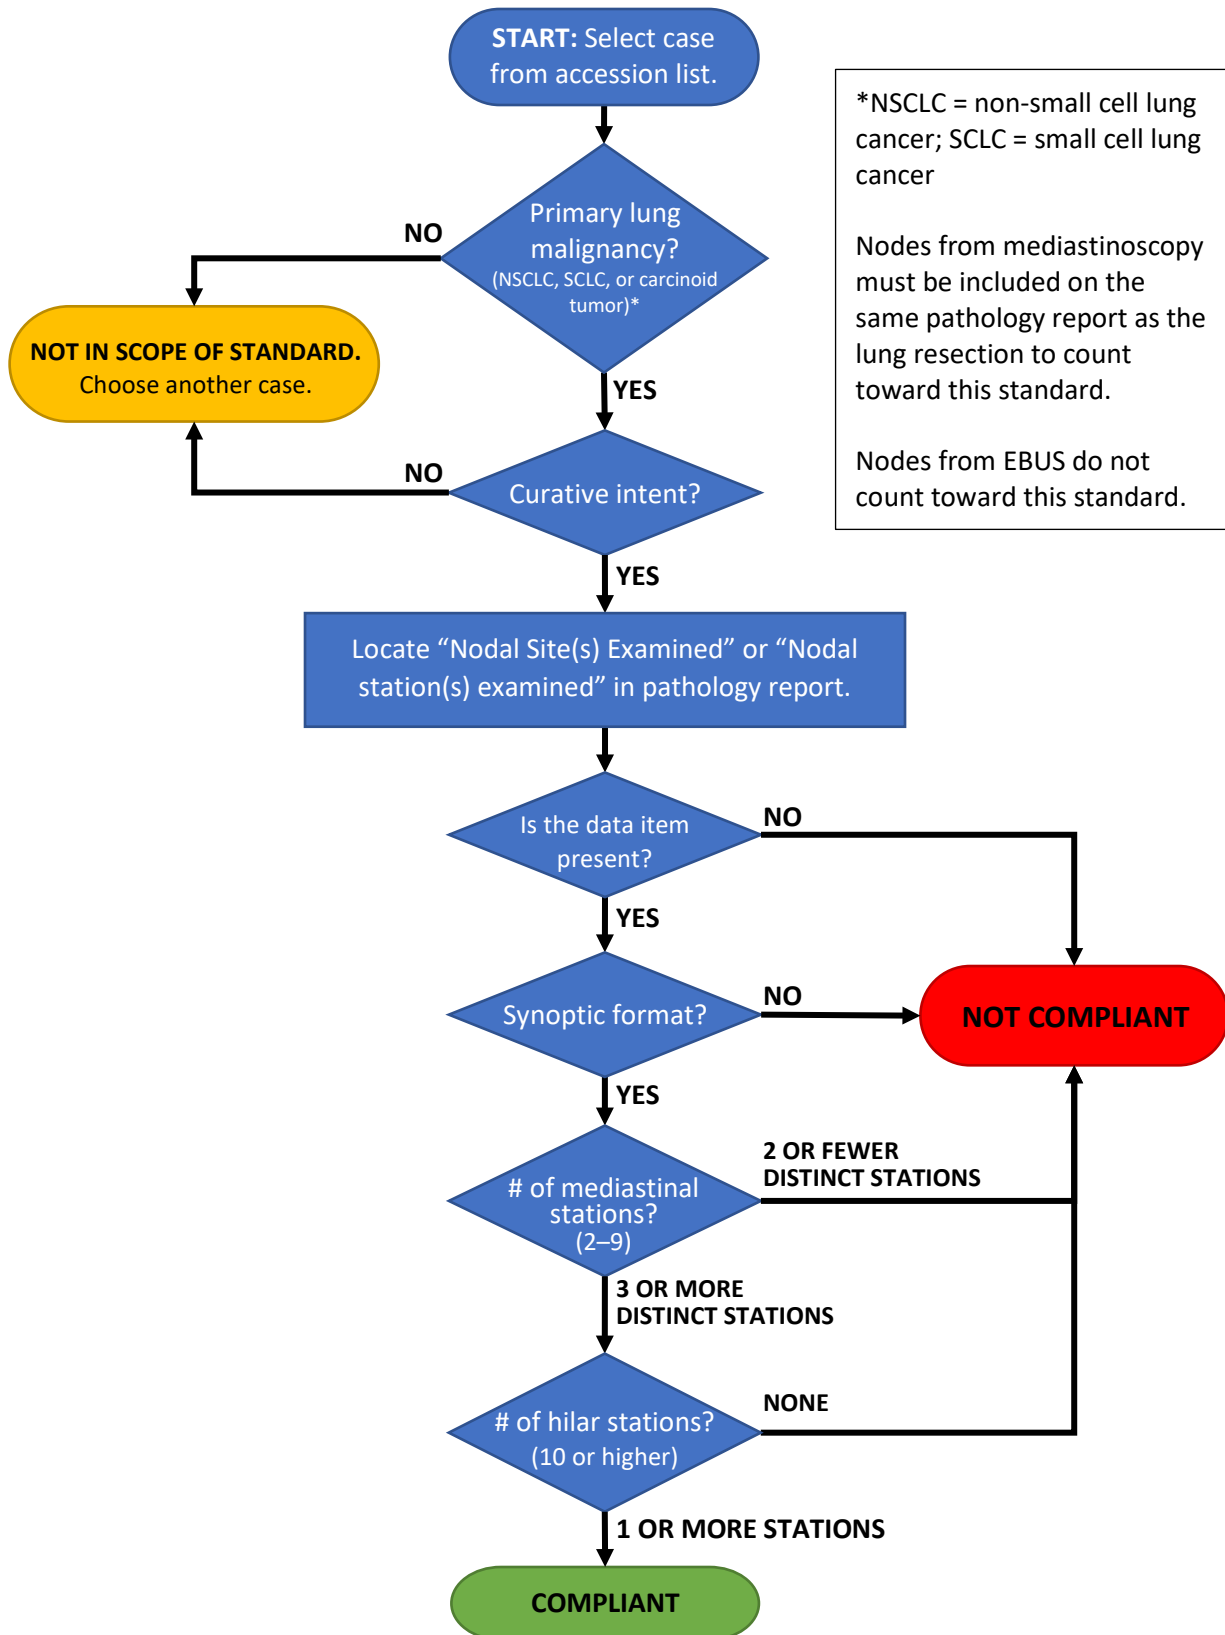 START: Select case
from accession list.
*NSCLC = non-small cell lung
cancer; SCLC = small cell lung
cancer
Nodes from mediastinoscopy
must be included on the
same pathology report as the
lung resection to count
toward this standard.
Nodes from EBUS do not
count toward this standard.
Primary lung
malignancy?
(NSCLC, SCLC, or carcinoid
tumor)*
NO
NOT IN SCOPE OF STANDARD.
Choose another case.
YES
NO
Curative intent?
YES
Locate “Nodal Site(s) Examined” or “Nodal
station(s) examined” in pathology report.
Is the data item
present?
NO
YES
Synoptic format?
NO
NOT COMPLIANT
YES
# of mediastinal
stations?
(2–9)
2 OR FEWER
DISTINCT STATIONS
3 OR MORE
DISTINCT STATIONS
# of hilar stations?
(10 or higher)
NONE
1 OR MORE STATIONS
COMPLIANT